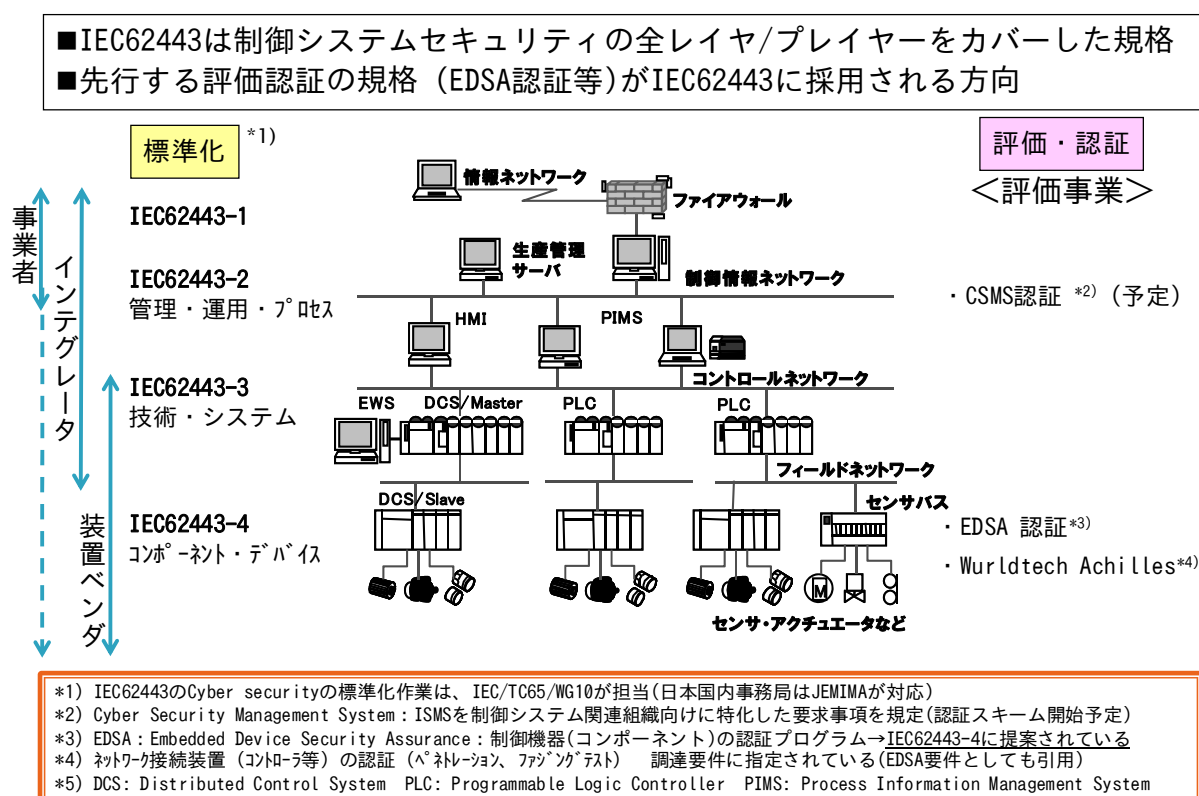 ■IEC62443は制御システムセキュリティの全レイヤ/プレイヤーをカバーした規格
■先行する評価認証の規格（EDSA認証等)がIEC62443に採用される方向
標準化 *1)
評価・認証
＜評価事業＞
事業者
インテグレータ
装置ベンダ
IEC62443-1
IEC62443-2
管理・運用・ﾌﾟﾛｾｽ
IEC62443-3
技術・システム
IEC62443-4
ｺﾝﾎﾟｰﾈﾝﾄ・ﾃﾞﾊﾞｲｽ
情報ネットワーク
ファイアウォール
生産管理
サーバ
制御情報ネットワーク
HMI
PIMS
コントロールネットワーク
EWS
DCS/Master
PLC
PLC
フィールドネットワーク
DCS/Slave
センサバス
M
センサ・アクチュエータなど
・CSMS認証 *2)（予定）
・EDSA 認証*3)
・Wurldtech Achilles*4)
*1) IEC62443のCyber securityの標準化作業は、IEC/TC65/WG10が担当(日本国内事務局はJEMIMAが対応)
*2) Cyber Security Management System：ISMSを制御システム関連組織向けに特化した要求事項を規定(認証スキーム開始予定)
*3) EDSA：Embedded Device Security Assurance：制御機器(コンポーネント)の認証プログラム→IEC62443-4に提案されている
*4) ﾈｯﾄﾜｰｸ接続装置（ｺﾝﾄﾛｰﾗ等）の認証（ﾍﾟﾈﾄﾚｰｼｮﾝ、ﾌｧｼﾞﾝｸﾞﾃｽﾄ） 調達要件に指定されている(EDSA要件としても引用)
*5) DCS: Distributed Control System PLC: Programmable Logic Controller PIMS: Process Information Management System